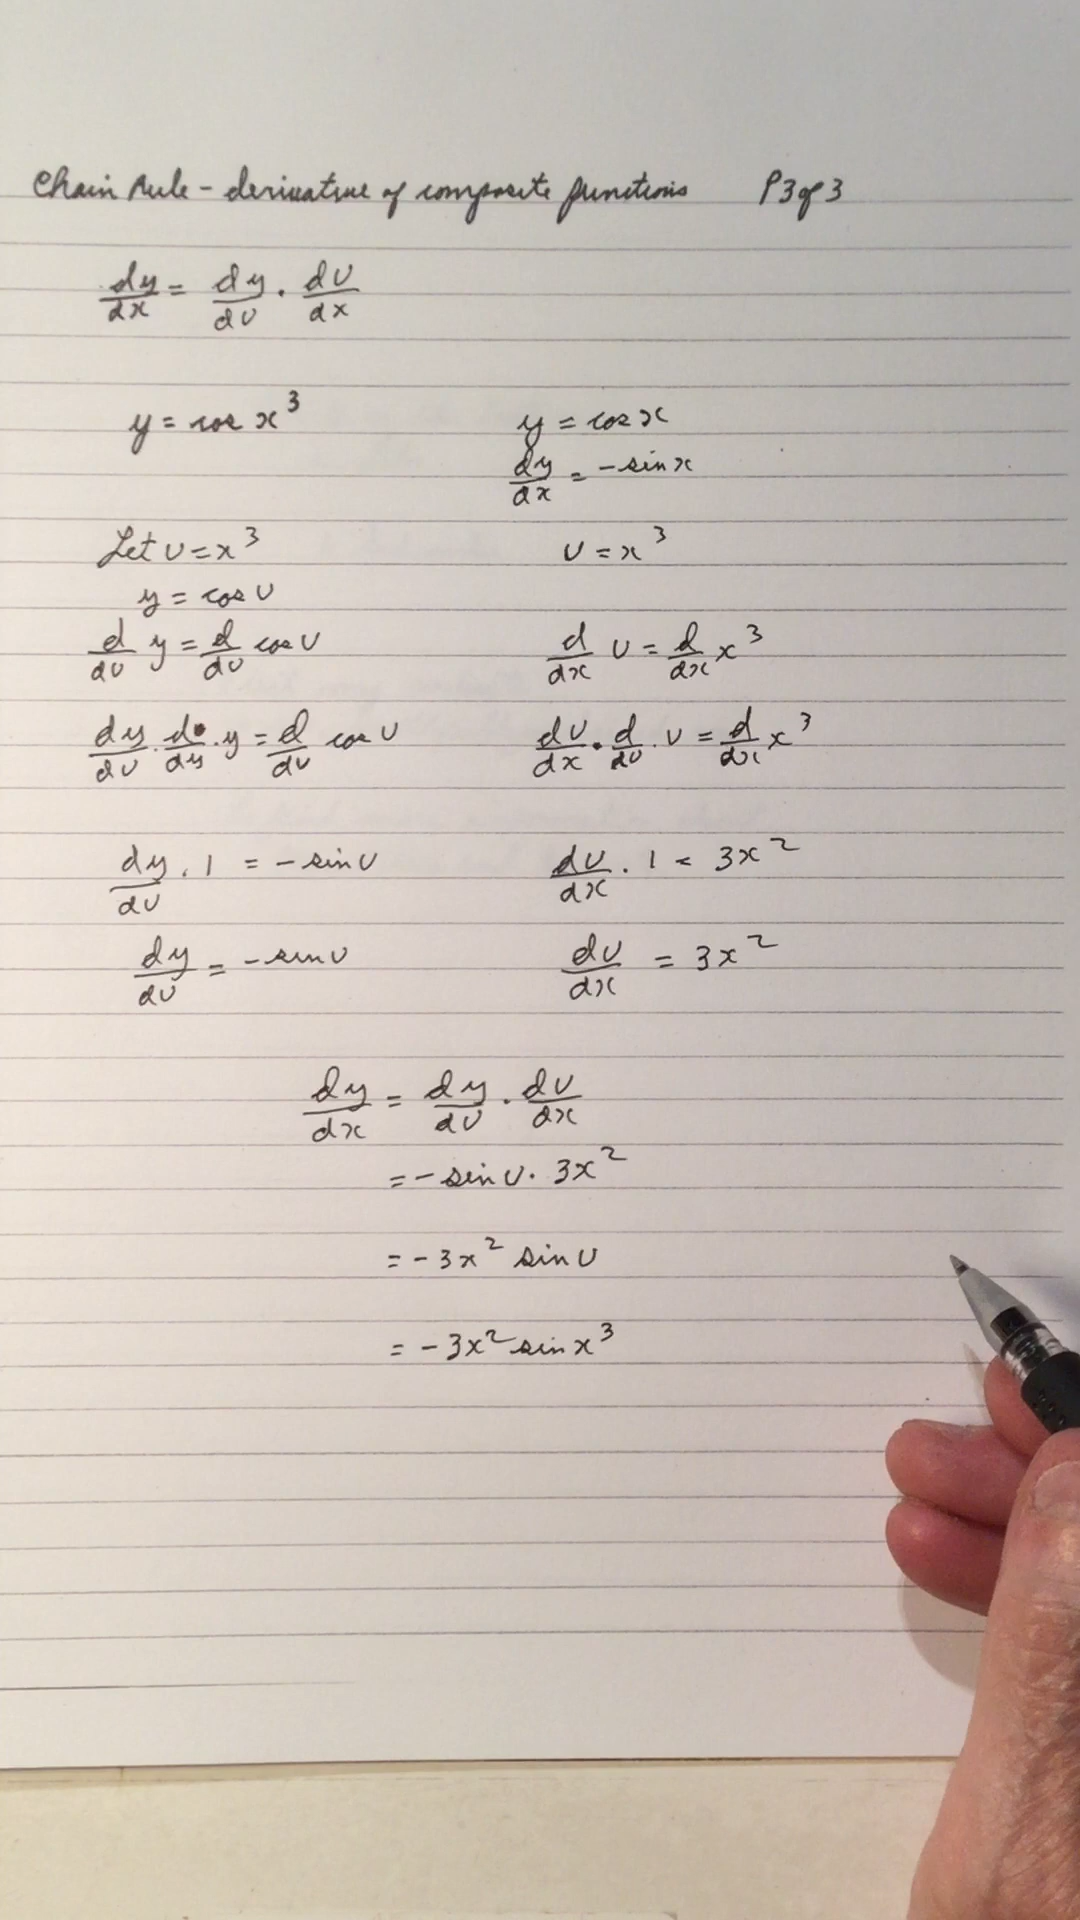 Chain Rule - derivative of composite functions P3of3
dy/dx = dy/dU · dU/dx
y = cos x³ y = cos x
dy/dx = - sin x
Let U = x³ U = x³
y = cos U
d/dU y = d/dU cos U d/dx U = d/dx x³
dy/dU · d/dy · y = d/dU cos U dU/dx · d/dU · U = d/dx x³
dy/dU · 1 = - sin U dU/dx · 1 = 3x²
dy/dU = - sin U dU/dx = 3x²
dy/dx = dy/dU · dU/dx
= - sin U · 3x²
= - 3x² sin U
= - 3x² sin x³